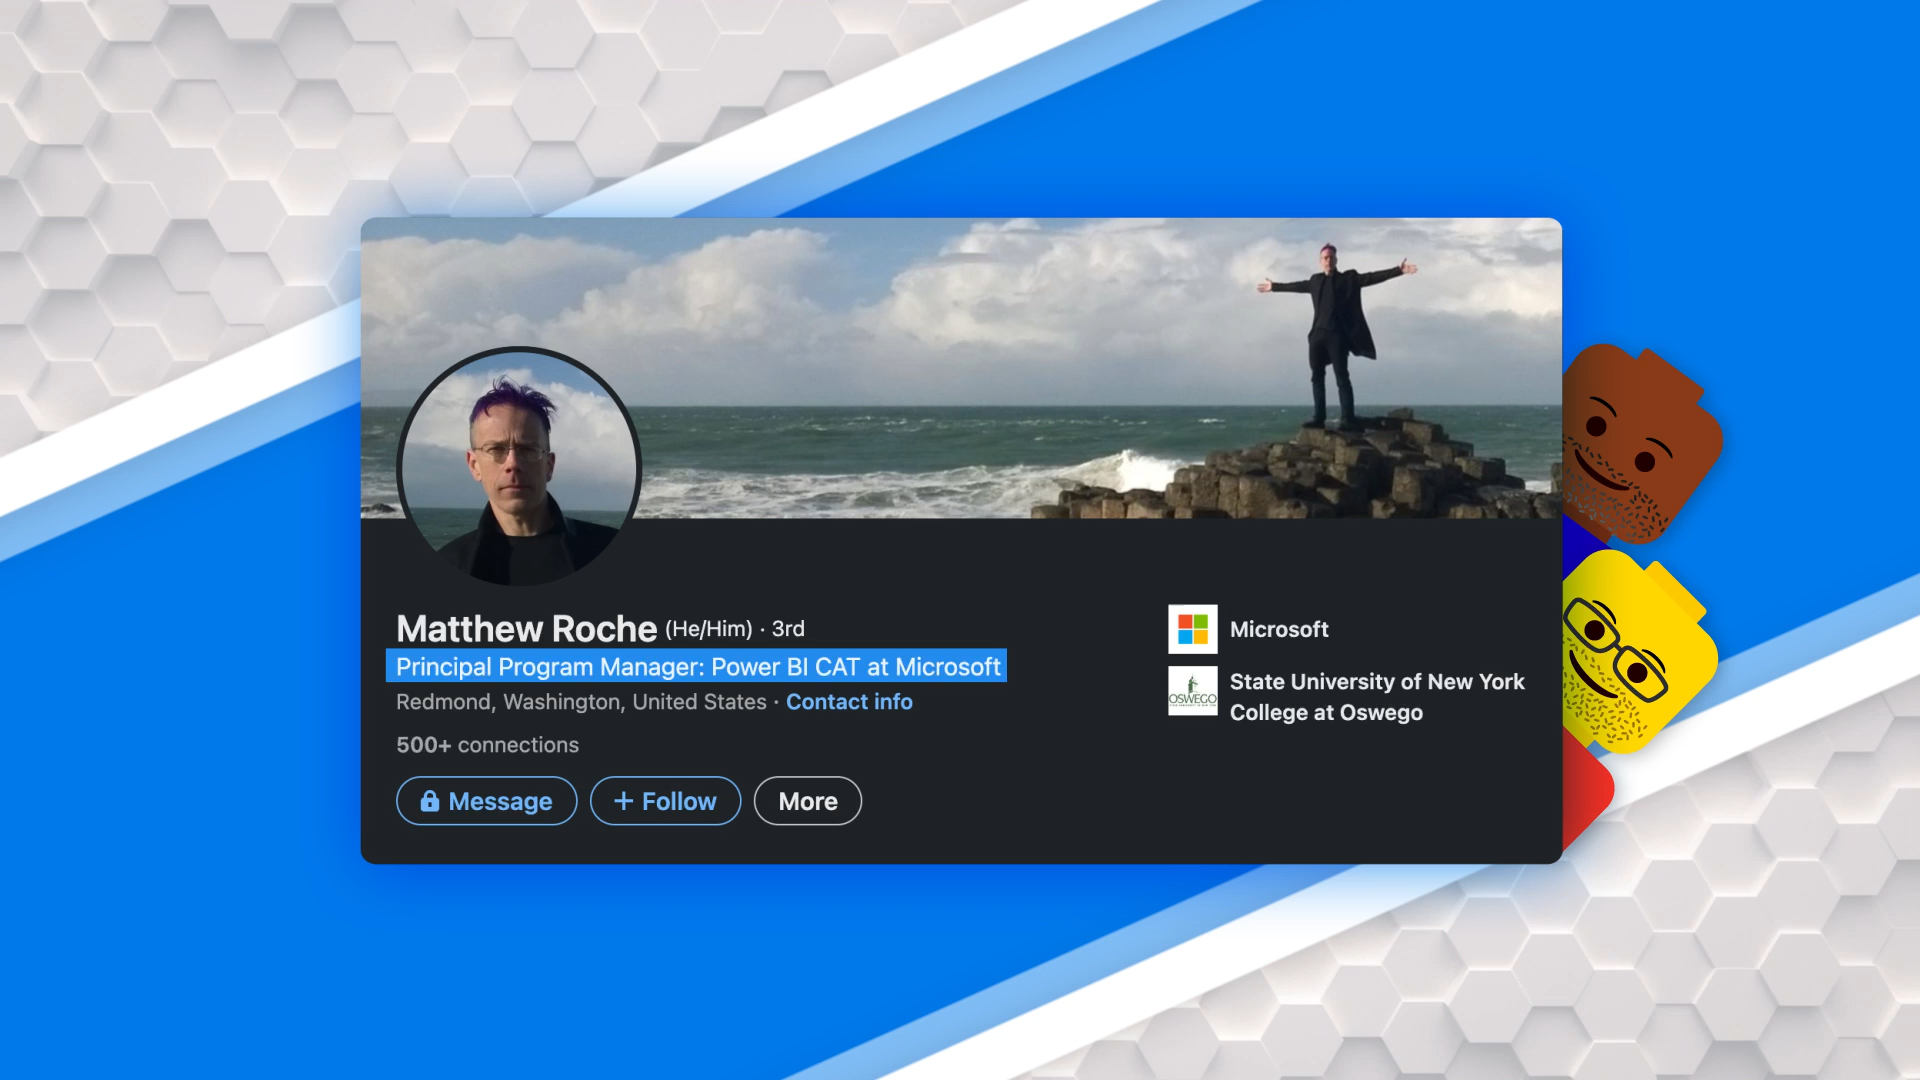 Matthew Roche (He/Him) · 3rd
Principal Program Manager: Power BI CAT at Microsoft
Redmond, Washington, United States · Contact info
500+ connections
Message
+ Follow
More
Microsoft
OSWEGO
State University of New York
College at Oswego